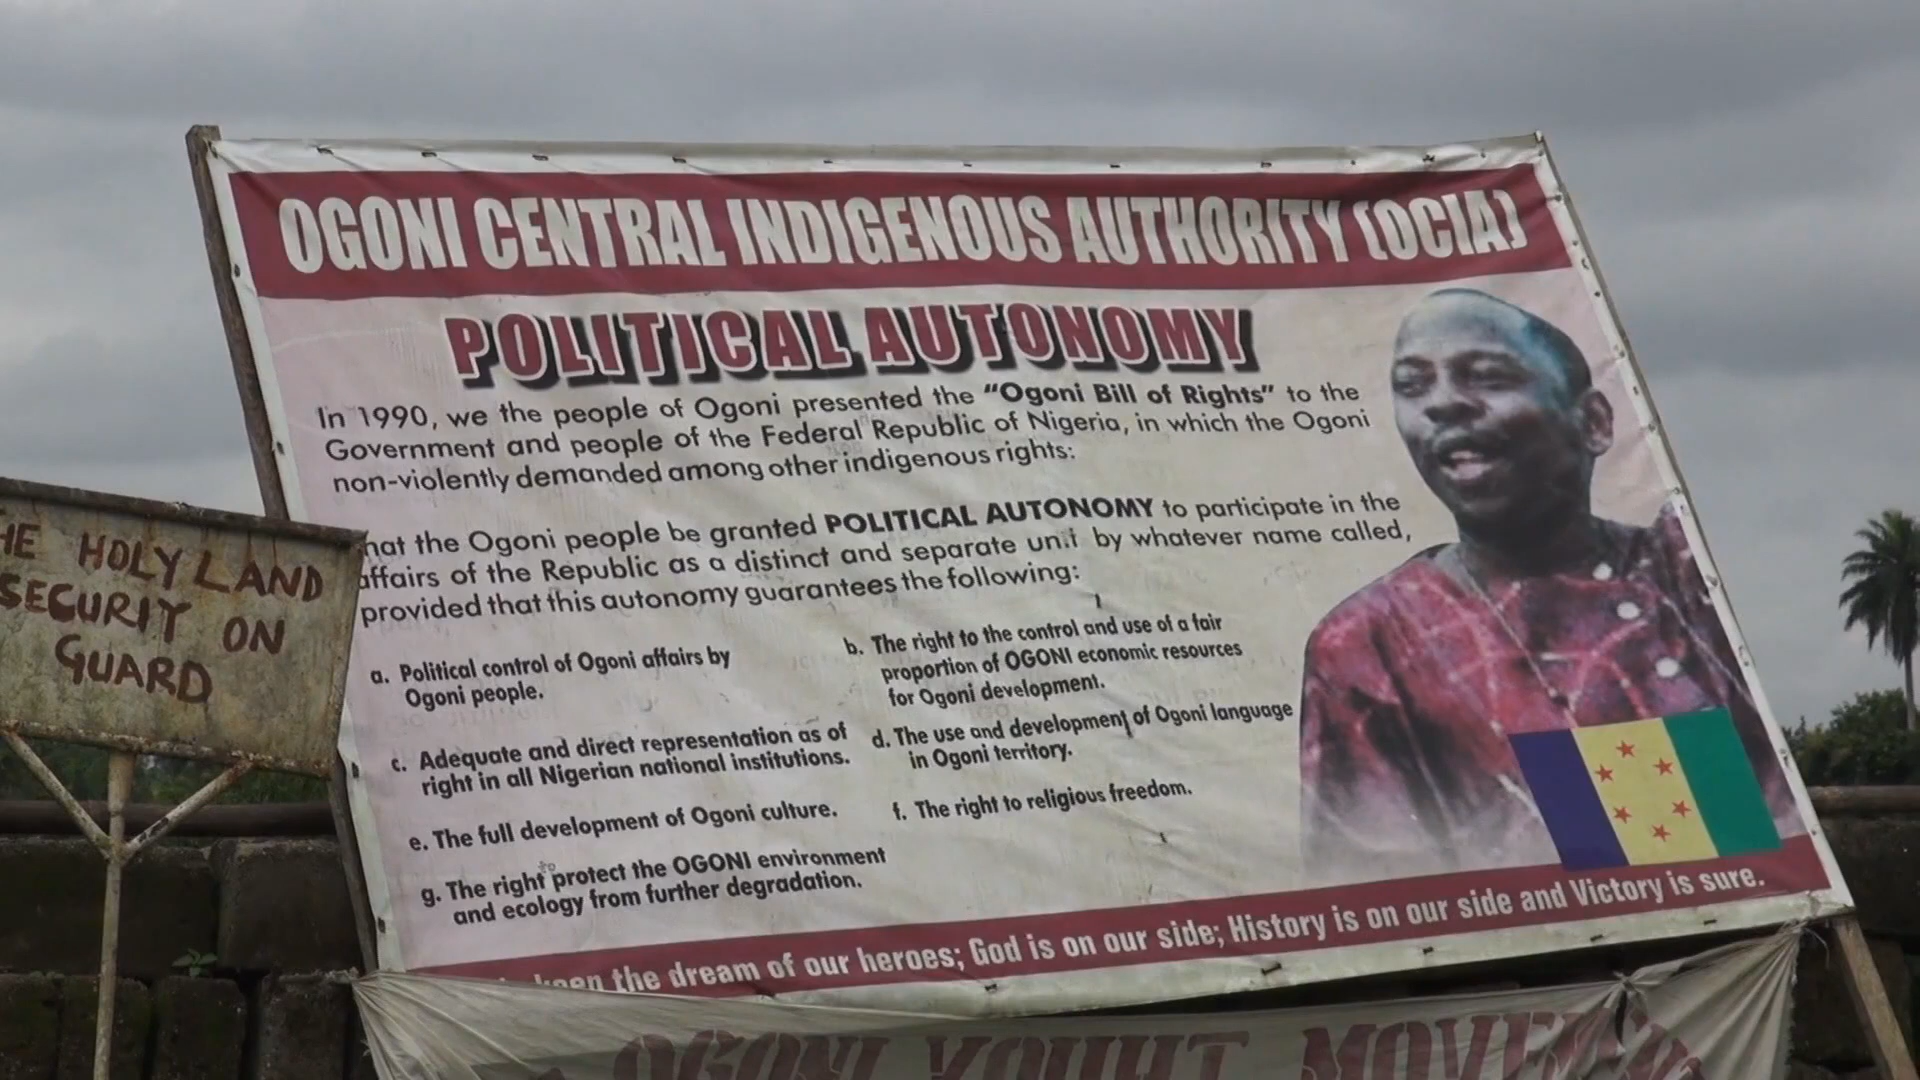 OGONI CENTRAL INDIGENOUS AUTHORITY (OCIA)
POLITICAL AUTONOMY
In 1990, we the people of Ogoni presented the "Ogoni Bill of Rights" to the
Government and people of the Federal Republic of Nigeria, in which the Ogoni
non-violently demanded among other indigenous rights:
hat the Ogoni people be granted POLITICAL AUTONOMY to participate in the
affairs of the Republic as a distinct and separate unit by whatever name called,
provided that this autonomy guarantees the following:
a. Political control of Ogoni affairs by
Ogoni people.
b. The right to the control and use of a fair
proportion of OGONI economic resources
for Ogoni development.
c. Adequate and direct representation as of
right in all Nigerian national institutions.
d. The use and development of Ogoni language
in Ogoni territory.
e. The full development of Ogoni culture.
f. The right to religious freedom.
g. The right to protect the OGONI environment
and ecology from further degradation.
the dream of our heroes; God is on our side; History is on our side and Victory is sure.
HE HOLY LAND
SECURITY ON
GUARD
OGONI YOUHT